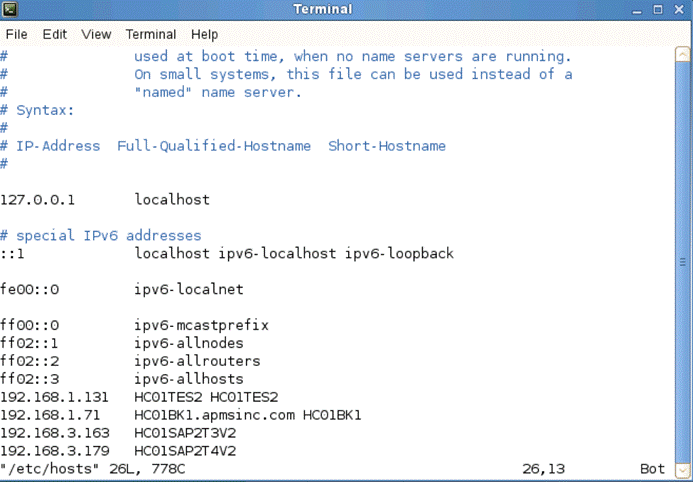 Terminal
File Edit View Terminal Help
# used at boot time, when no name servers are running.
# On small systems, this file can be used instead of a
# "named" name server.
# Syntax:
#
# IP-Address Full-Qualified-Hostname Short-Hostname
#
127.0.0.1 localhost
# special IPv6 addresses
::1 localhost ipv6-localhost ipv6-loopback
fe00::0 ipv6-localnet
ff00::0 ipv6-mcastprefix
ff02::1 ipv6-allnodes
ff02::2 ipv6-allrouters
ff02::3 ipv6-allhosts
192.168.1.131 HC01TES2 HC01TES2
192.168.1.71 HC01BK1.apmsinc.com HC01BK1
192.168.3.163 HC01SAP2T3V2
192.168.3.179 HC01SAP2T4V2
"/etc/hosts" 26L, 778C 26,13 Bot